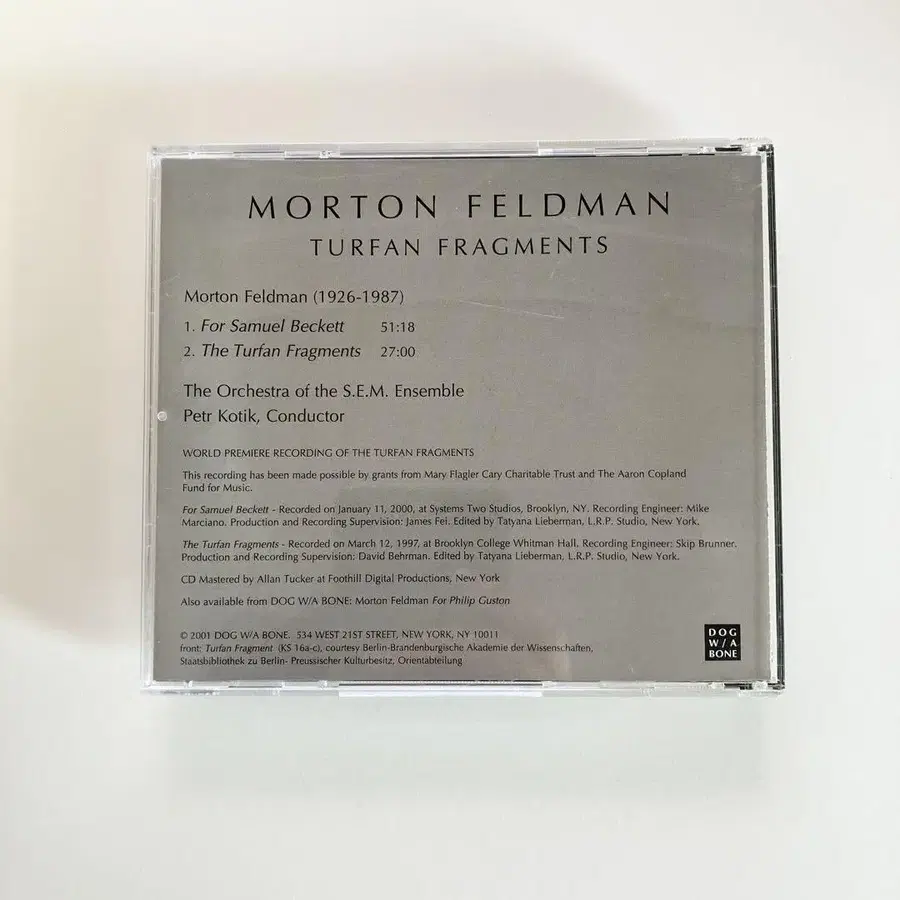 MORTON FELDMAN
TURFAN FRAGMENTS
Morton Feldman (1926-1987)
1. For Samuel Beckett 51:18
2. The Turfan Fragments 27:00
The Orchestra of the S.E.M. Ensemble
Petr Kotik, Conductor
WORLD PREMIERE RECORDING OF THE TURFAN FRAGMENTS
This recording has been made possible by grants from Mary Flagler Cary Charitable Trust and The Aaron Copland
Fund for Music.
For Samuel Beckett - Recorded on January 11, 2000, at Systems Two Studios, Brooklyn, NY. Recording Engineer: Mike
Marciano. Production and Recording Supervision: James Fei. Edited by Tatyana Lieberman, L.R.P. Studio, New York.
The Turfan Fragments - Recorded on March 12, 1997, at Brooklyn College Whitman Hall. Recording Engineer: Skip Brunner.
Production and Recording Supervision: David Behrman. Edited by Tatyana Lieberman, L.R.P. Studio, New York.
CD Mastered by Allan Tucker at Foothill Digital Productions, New York
Also available from DOG W/A BONE: Morton Feldman For Philip Guston
© 2001 DOG W/A BONE. 534 WEST 21ST STREET, NEW YORK, NY 10011
front: Turfan Fragment (KS 16a-c), courtesy Berlin-Brandenburgische Akademie der Wissenschaften,
Staatsbibliothek zu Berlin- Preussischer Kulturbesitz, Orientabteilung
DOG
W/A
BONE